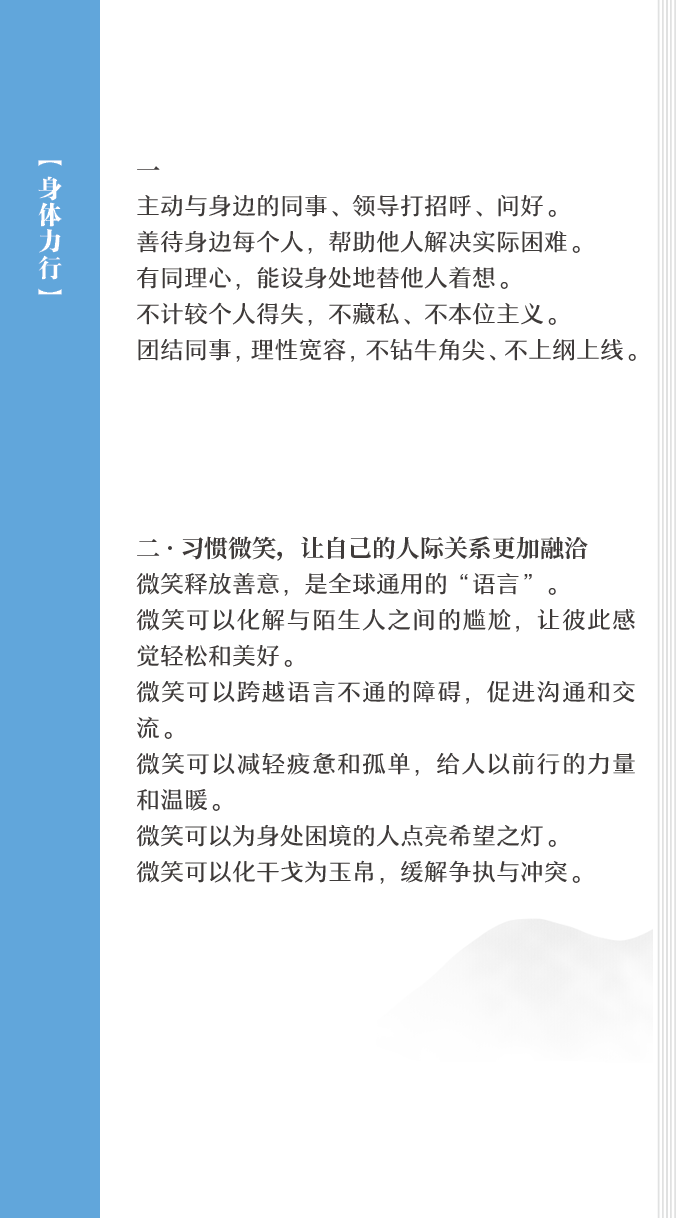 【身体力行】
一
主动与身边的同事、领导打招呼、问好。
善待身边每个人，帮助他人解决实际困难。
有同理心，能设身处地替他人着想。
不计较个人得失，不藏私、不本位主义。
团结同事，理性宽容，不钻牛角尖、不上纲上线。
二·习惯微笑，让自己的人际关系更加融洽
微笑释放善意，是全球通用的“语言”。
微笑可以化解与陌生人之间的尴尬，让彼此感
觉轻松和美好。
微笑可以跨越语言不通的障碍，促进沟通和交
流。
微笑可以减轻疲惫和孤单，给人以前行的力量
和温暖。
微笑可以为身处困境的人点亮希望之灯。
微笑可以化干戈为玉帛，缓解争执与冲突。